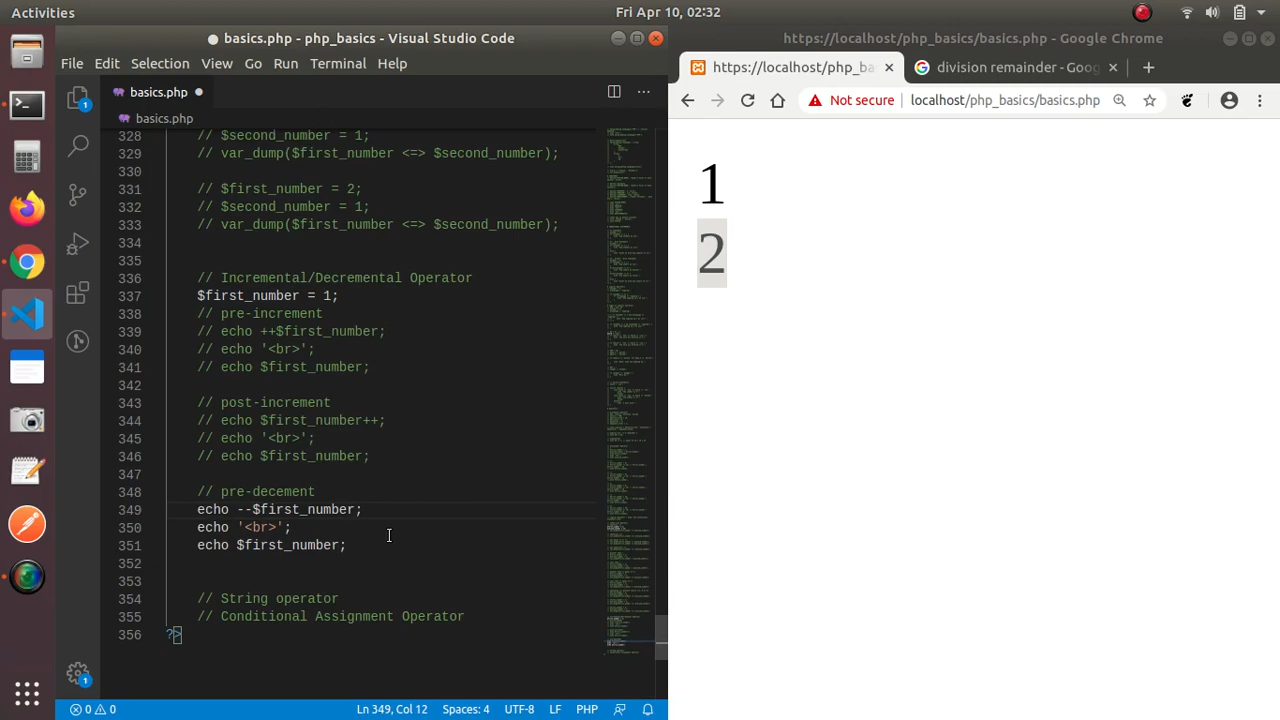 Activities
Fri Apr 10, 02:32
basics.php - php_basics - Visual Studio Code
https://localhost/php_basics/basics.php - Google Chrome
File Edit Selection View Go Run Terminal Help
https://localhost/php_ba
division remainder - Goog
basics.php
Not secure
localhost/php_basics/basics.php
basics.php
328 // $second_number = 1;
329 // var_dump($first_number <=> $second_number);
330
331 // $first_number = 2;
332 // $second_number = 1;
333 // var_dump($first_number <=> $second_number);
334
335
336 // Incremental/Decremental Operator
337 $first_number = 1;
338 // pre-increment
339 // echo ++$first_number;
340 // echo '<br>';
341 // echo $first_number;
342
343 // post-increment
344 // echo $first_number++;
345 // echo '<br>';
346 // echo $first_number;
347
348 // pre-decement
349 echo --$first_number;
350 echo '<br>';
351 echo $first_number;
352
353
354 // String operator
355 // Conditional Assignment Operator
356 ?>
1
2
1
1
0 0
Ln 349, Col 12
Spaces: 4
UTF-8
LF
PHP